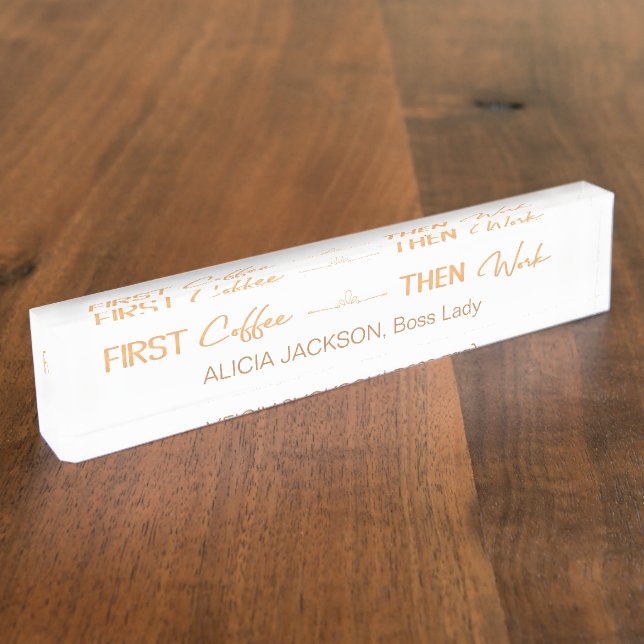 FIRST Coffee THEN Work
ALICIA JACKSON, Boss Lady